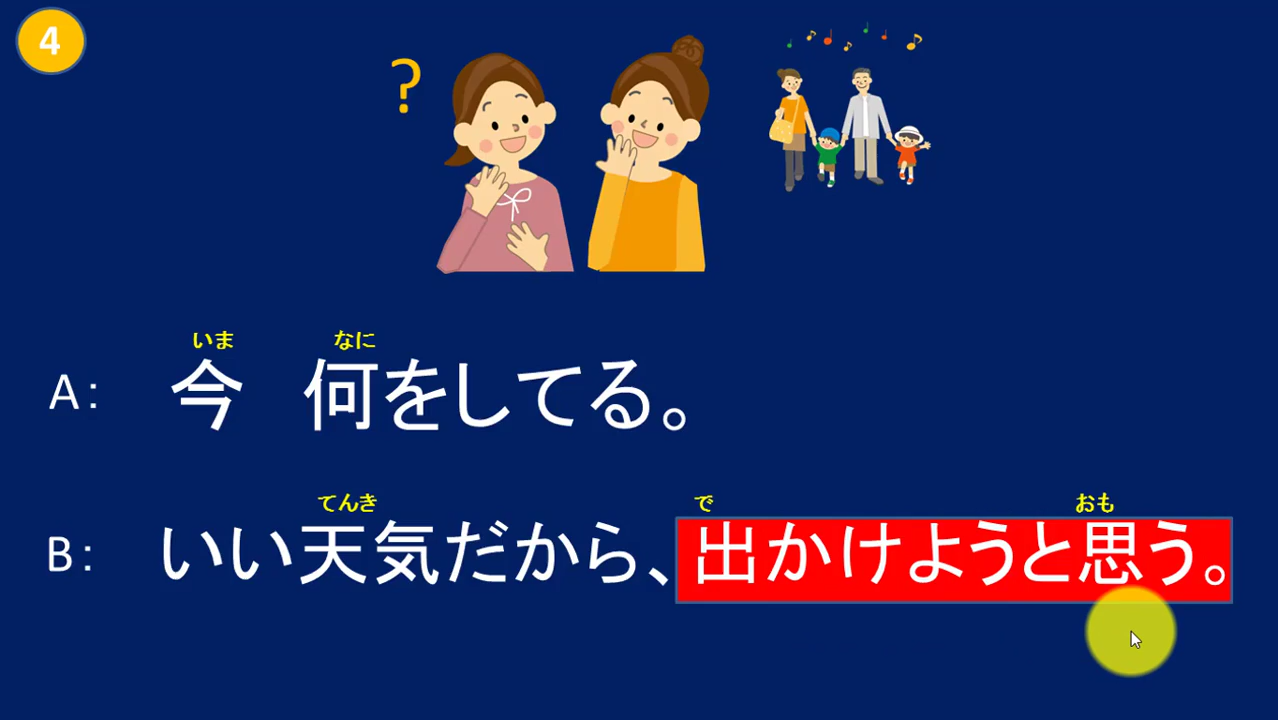 4
?
いま なに
A: 今 何をしてる。
てんき で おも
B: いい天気だから、出かけようと思う。